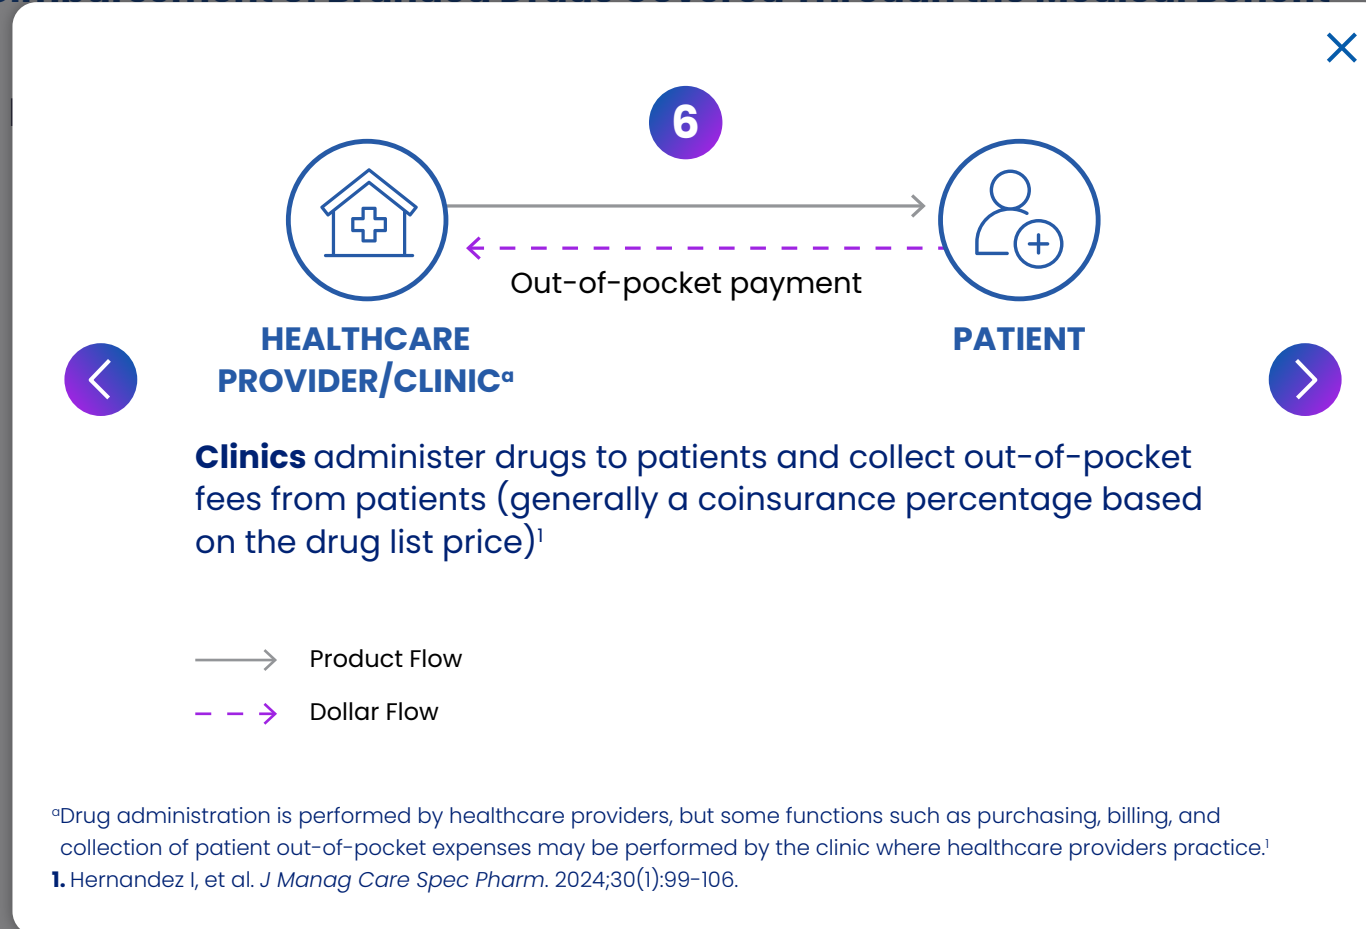 6
Out-of-pocket payment
HEALTHCARE
PROVIDER/CLINICᵃ
PATIENT
Clinics administer drugs to patients and collect out-of-pocket
fees from patients (generally a coinsurance percentage based
on the drug list price)¹
Product Flow
Dollar Flow
ᵃDrug administration is performed by healthcare providers, but some functions such as purchasing, billing, and
collection of patient out-of-pocket expenses may be performed by the clinic where healthcare providers practice.¹
1. Hernandez I, et al. J Manag Care Spec Pharm. 2024;30(1):99-106.